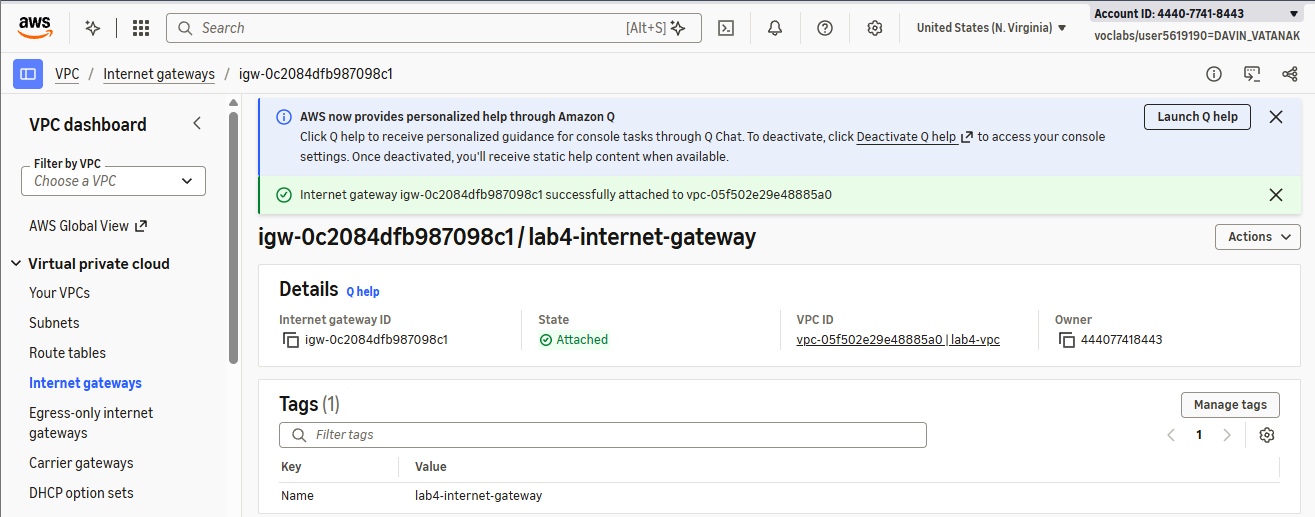 aws
Search [Alt+S]
United States (N. Virginia)
Account ID: 4440-7741-8443
voclabs/user5619190=DAVIN_VATANAK
VPC / Internet gateways / igw-0c2084dfb987098c1
VPC dashboard
Filter by VPC
Choose a VPC
AWS Global View
Virtual private cloud
Your VPCs
Subnets
Route tables
Internet gateways
Egress-only internet
gateways
Carrier gateways
DHCP option sets
AWS now provides personalized help through Amazon Q
Click Q help to receive personalized guidance for console tasks through Q Chat. To deactivate, click Deactivate Q help to access your console
settings. Once deactivated, you'll receive static help content when available.
Launch Q help
Internet gateway igw-0c2084dfb987098c1 successfully attached to vpc-05f502e29e48885a0
igw-0c2084dfb987098c1 / lab4-internet-gateway
Actions
Details Q help
Internet gateway ID
igw-0c2084dfb987098c1
State
Attached
VPC ID
vpc-05f502e29e48885a0 | lab4-vpc
Owner
444077418443
Tags (1)
Manage tags
Filter tags
1
Key Value
Name lab4-internet-gateway